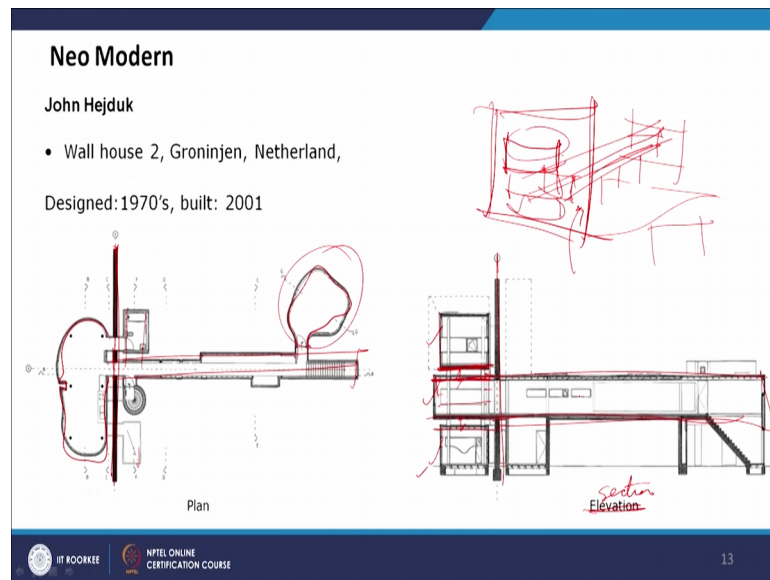 Neo Modern
John Hejduk
• Wall house 2, Groninjen, Netherland,
Designed:1970's, built: 2001
Plan
section
Elevation
IIT ROORKEE
NPTEL ONLINE
CERTIFICATION COURSE
13